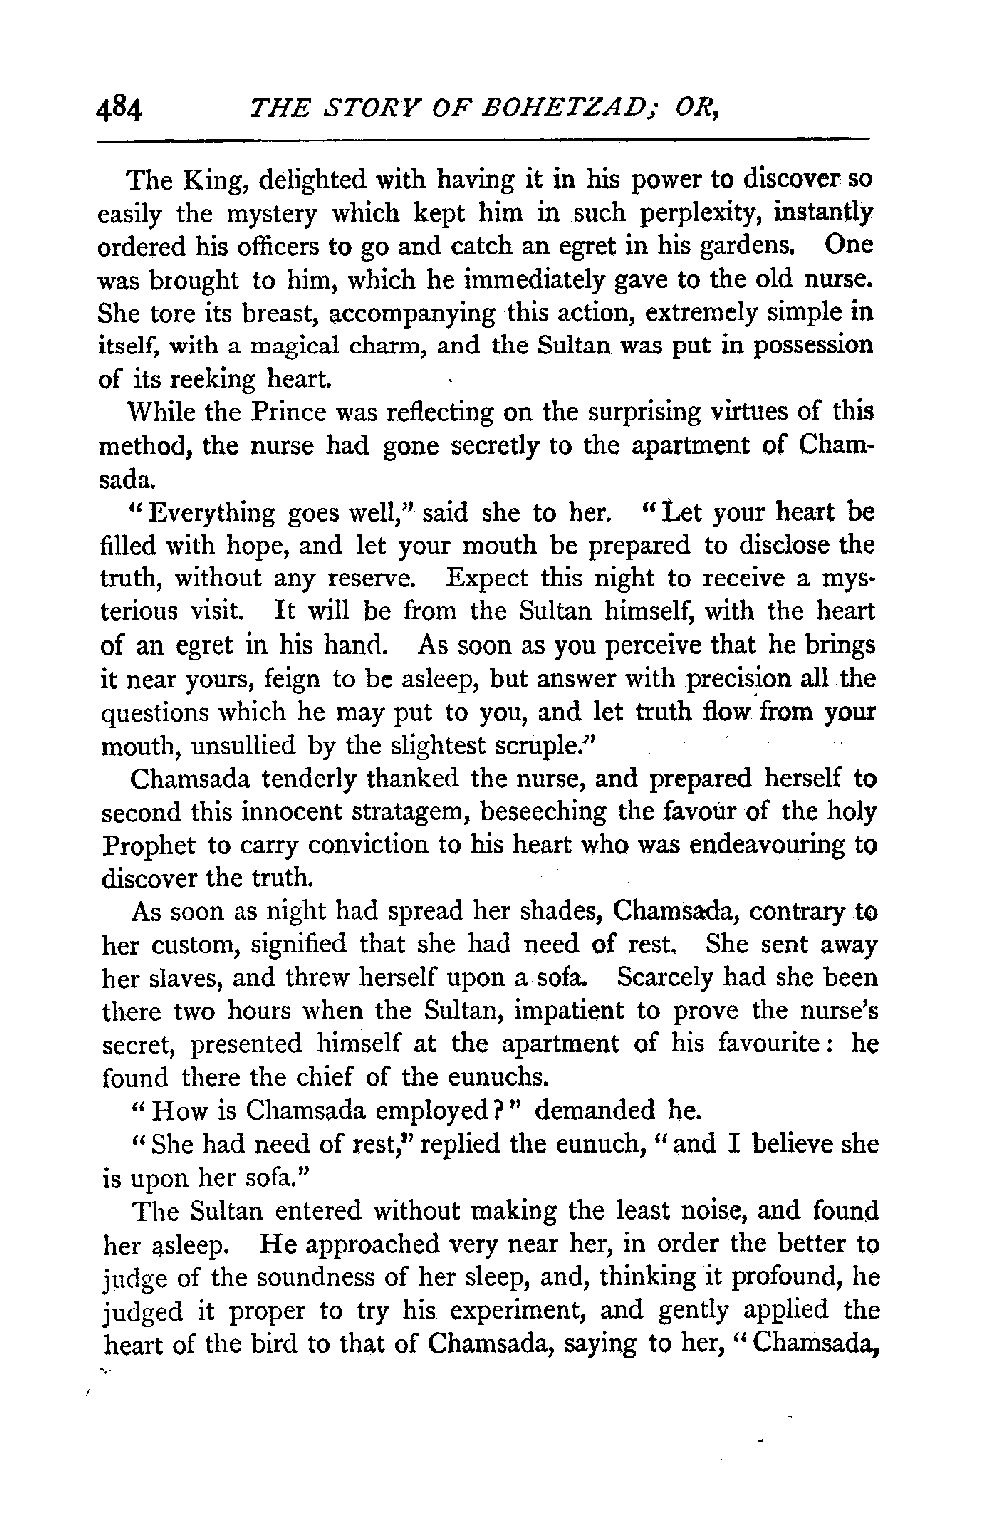 484 THE STORY OF BOHETZAD; OR,
The King, delighted with having it in his power to discover so
easily the mystery which kept him in such perplexity, instantly
ordered his officers to go and catch an egret in his gardens. One
was brought to him, which he immediately gave to the old nurse.
She tore its breast, accompanying this action, extremely simple in
itself, with a magical charm, and the Sultan was put in possession
of its reeking heart.
While the Prince was reflecting on the surprising virtues of this
method, the nurse had gone secretly to the apartment of Cham-
sada.
"Everything goes well," said she to her. "Let your heart be
filled with hope, and let your mouth be prepared to disclose the
truth, without any reserve. Expect this night to receive a mys-
terious visit. It will be from the Sultan himself, with the heart
of an egret in his hand. As soon as you perceive that he brings
it near yours, feign to be asleep, but answer with precision all the
questions which he may put to you, and let truth flow from your
mouth, unsullied by the slightest scruple."
Chamsada tenderly thanked the nurse, and prepared herself to
second this innocent stratagem, beseeching the favour of the holy
Prophet to carry conviction to his heart who was endeavouring to
discover the truth.
As soon as night had spread her shades, Chamsada, contrary to
her custom, signified that she had need of rest. She sent away
her slaves, and threw herself upon a sofa. Scarcely had she been
there two hours when the Sultan, impatient to prove the nurse's
secret, presented himself at the apartment of his favourite: he
found there the chief of the eunuchs.
"How is Chamsada employed?" demanded he.
"She had need of rest," replied the eunuch, "and I believe she
is upon her sofa."
The Sultan entered without making the least noise, and found
her asleep. He approached very near her, in order the better to
judge of the soundness of her sleep, and, thinking it profound, he
judged it proper to try his experiment, and gently applied the
heart of the bird to that of Chamsada, saying to her, "Chamsada,